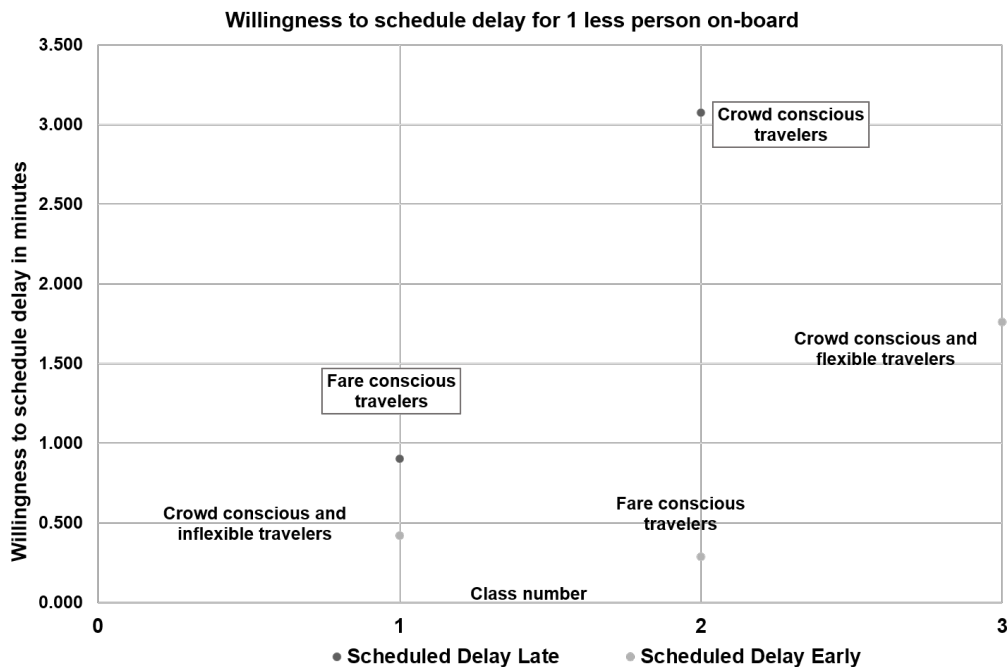 Willingness to schedule delay for 1 less person on-board
3.500
3.000
2.500
2.000
1.500
1.000
0.500
0.000
Willingness to schedule delay in minutes
Crowd conscious
travelers
Crowd conscious and
flexible travelers
Fare conscious
travelers
Crowd conscious and
inflexible travelers
Fare conscious
travelers
Class number
0 1 2 3
Scheduled Delay Late Scheduled Delay Early